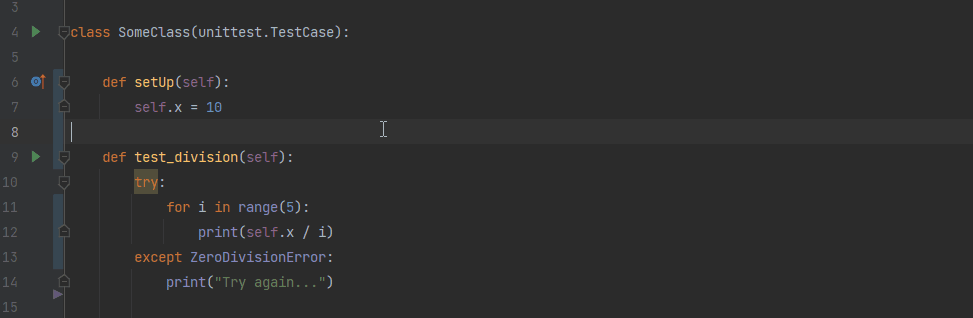 3
4 class SomeClass(unittest.TestCase):
5
6     def setUp(self):
7         self.x = 10
8
9     def test_division(self):
10         try:
11             for i in range(5):
12                 print(self.x / i)
13         except ZeroDivisionError:
14             print("Try again...")
15